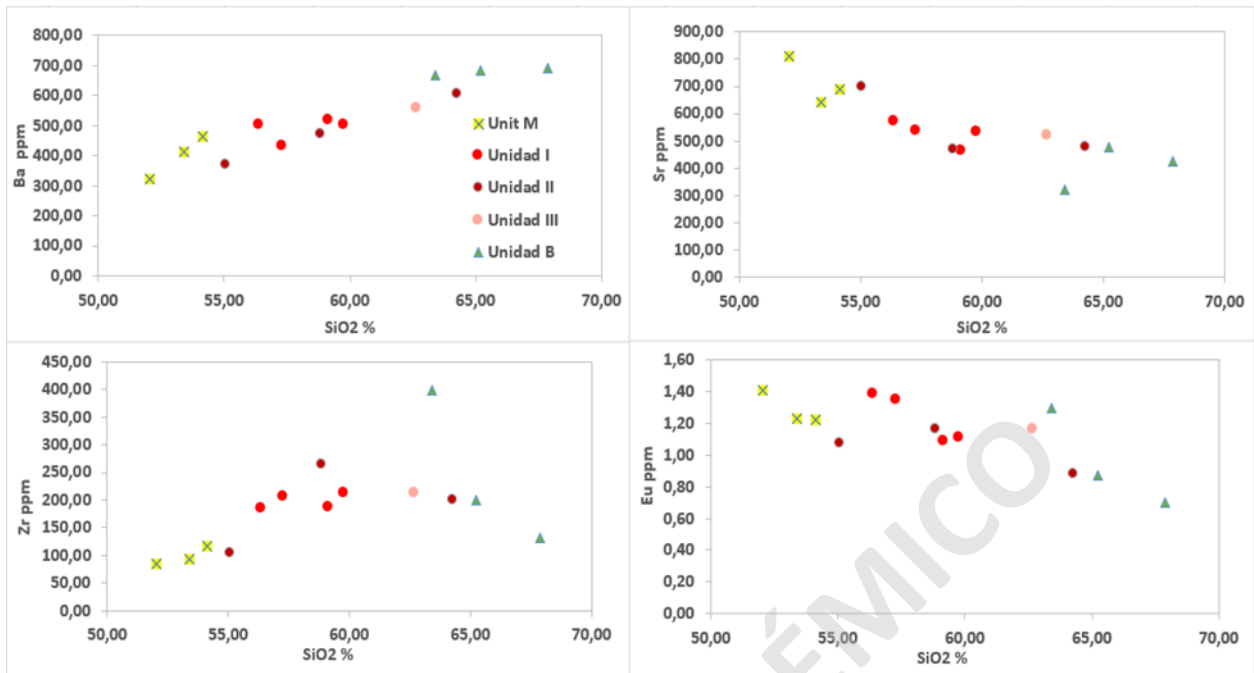 800,00
700,00
600,00
500,00
400,00
300,00
200,00
100,00
0,00
Ba ppm
50,00 55,00 60,00 65,00 70,00
SiO2 %
Unit M
Unidad I
Unidad II
Unidad III
Unidad B
900,00
800,00
700,00
600,00
500,00
400,00
300,00
200,00
100,00
0,00
Sr ppm
50,00 55,00 60,00 65,00 70,00
SiO2 %
450,00
400,00
350,00
300,00
250,00
200,00
150,00
100,00
50,00
0,00
Zr ppm
50,00 55,00 60,00 65,00 70,00
SiO2 %
1,60
1,40
1,20
1,00
0,80
0,60
0,40
0,20
0,00
Eu ppm
50,00 55,00 60,00 65,00 70,00
SiO2 %
ÉMICO